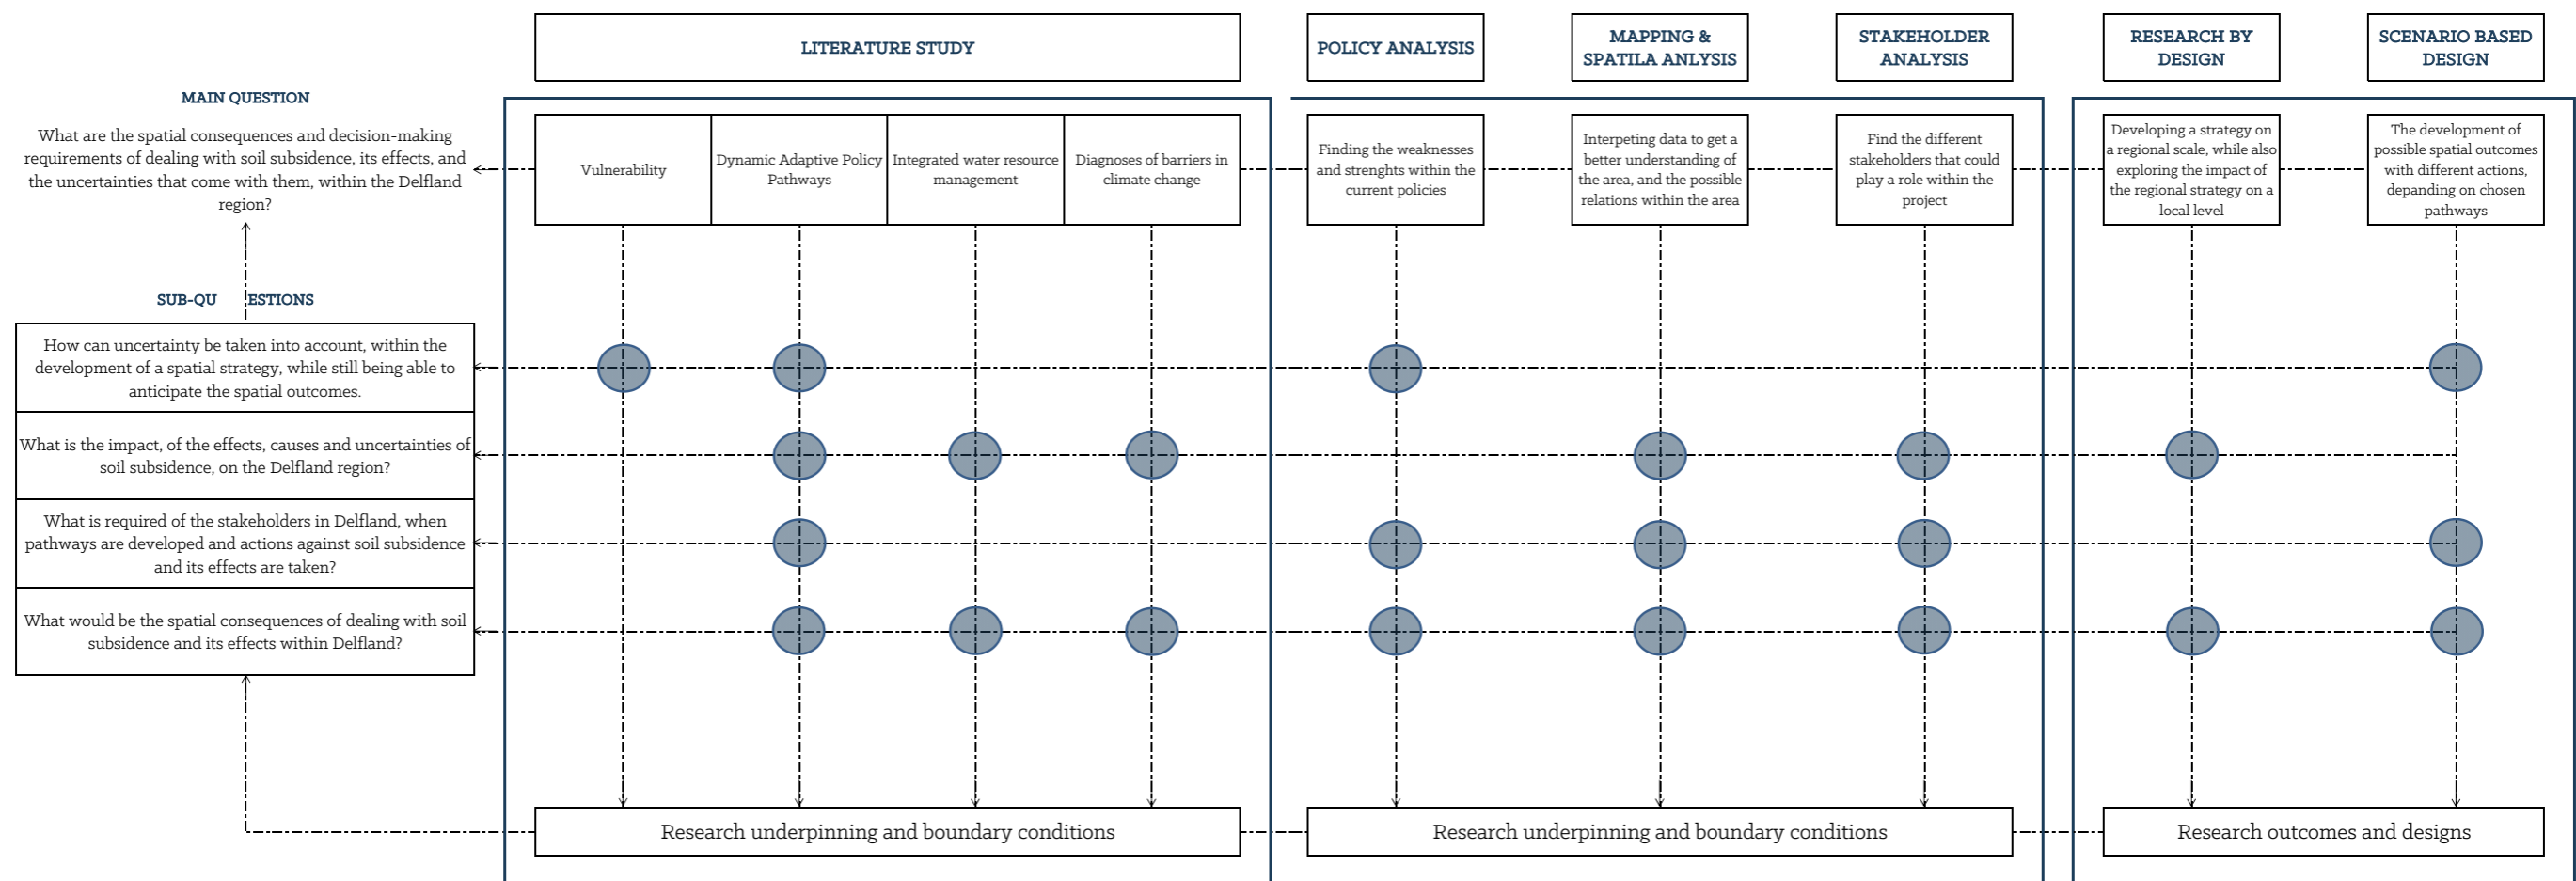 LITERATURE STUDY
POLICY ANALYSIS
MAPPING &
SPATILA ANLYSIS
STAKEHOLDER
ANALYSIS
RESEARCH BY
DESIGN
SCENARIO BASED
DESIGN
MAIN QUESTION
What are the spatial consequences and decision-making
requirements of dealing with soil subsidence, its effects, and
the uncertainties that come with them, within the Delfland
region?
Vulnerability
Dynamic Adaptive Policy
Pathways
Integrated water resource
management
Diagnoses of barriers in
climate change
Finding the weaknesses
and strenghts within the
current policies
Interpeting data to get a
better understanding of
the area, and the possible
relations within the area
Find the different
stakeholders that could
play a role within the
project
Developing a strategy on
a regional scale, while also
exploring the impact of
the regional strategy on a
local level
The development of
possible spatial outcomes
with different actions,
depanding on chosen
pathways
SUB-QU ESTIONS
How can uncertainty be taken into account, within the
development of a spatial strategy, while still being able to
anticipate the spatial outcomes.
What is the impact, of the effects, causes and uncertainties of
soil subsidence, on the Delfland region?
What is required of the stakeholders in Delfland, when
pathways are developed and actions against soil subsidence
and its effects are taken?
What would be the spatial consequences of dealing with soil
subsidence and its effects within Delfland?
Research underpinning and boundary conditions
Research underpinning and boundary conditions
Research outcomes and designs